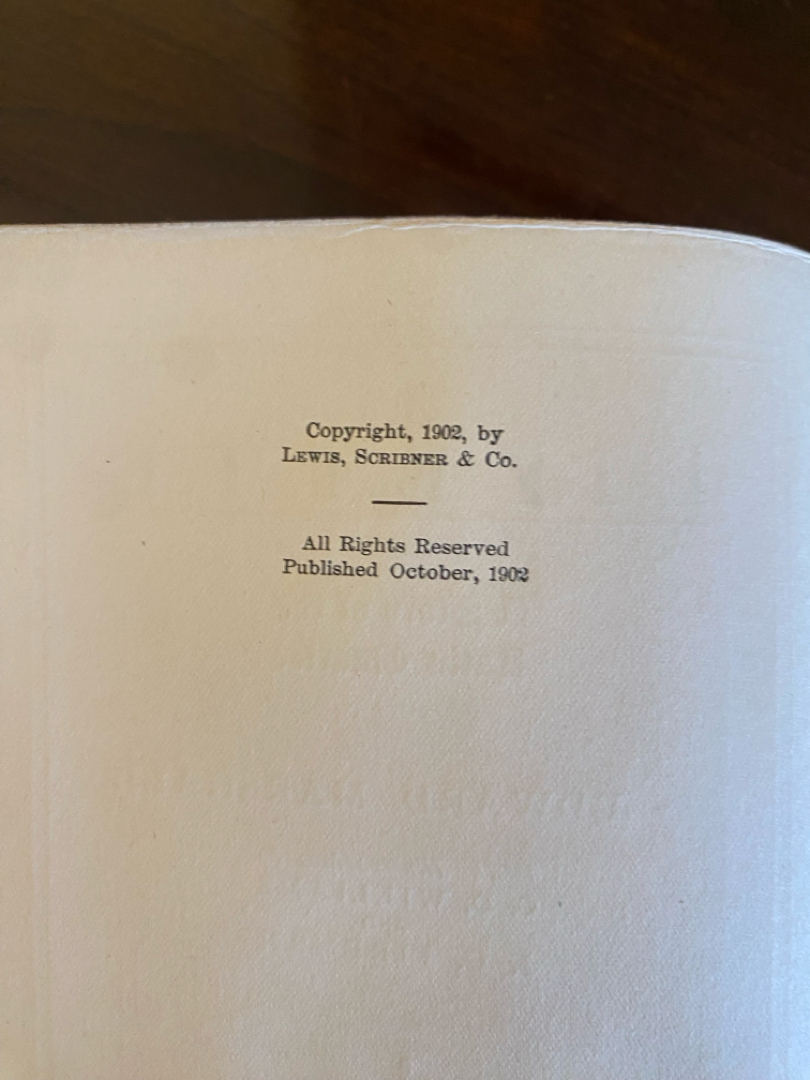 Copyright, 1902, by
LEWIS, SCRIBNER & CO.
All Rights Reserved
Published October, 1902